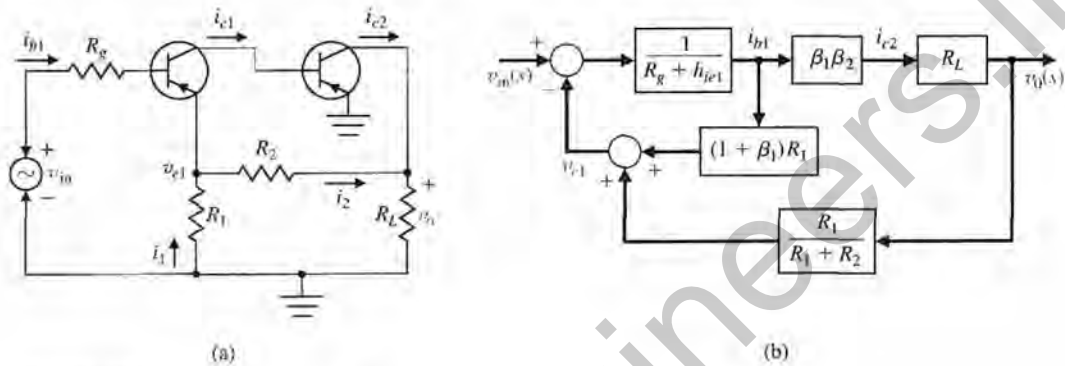 i_b1
R_g
i_c1
i_c2
v_in
+
−
v_e1
R_2
i_2
R_1
i_1
R_L
+
v_0
(a)
v_in(s)
+
−
1
R_g + h_ie1
i_b1
β_1β_2
i_c2
R_L
v_0(s)
(1 + β_1)R_1
v_e1
+
+
R_1
R_1 + R_2
(b)